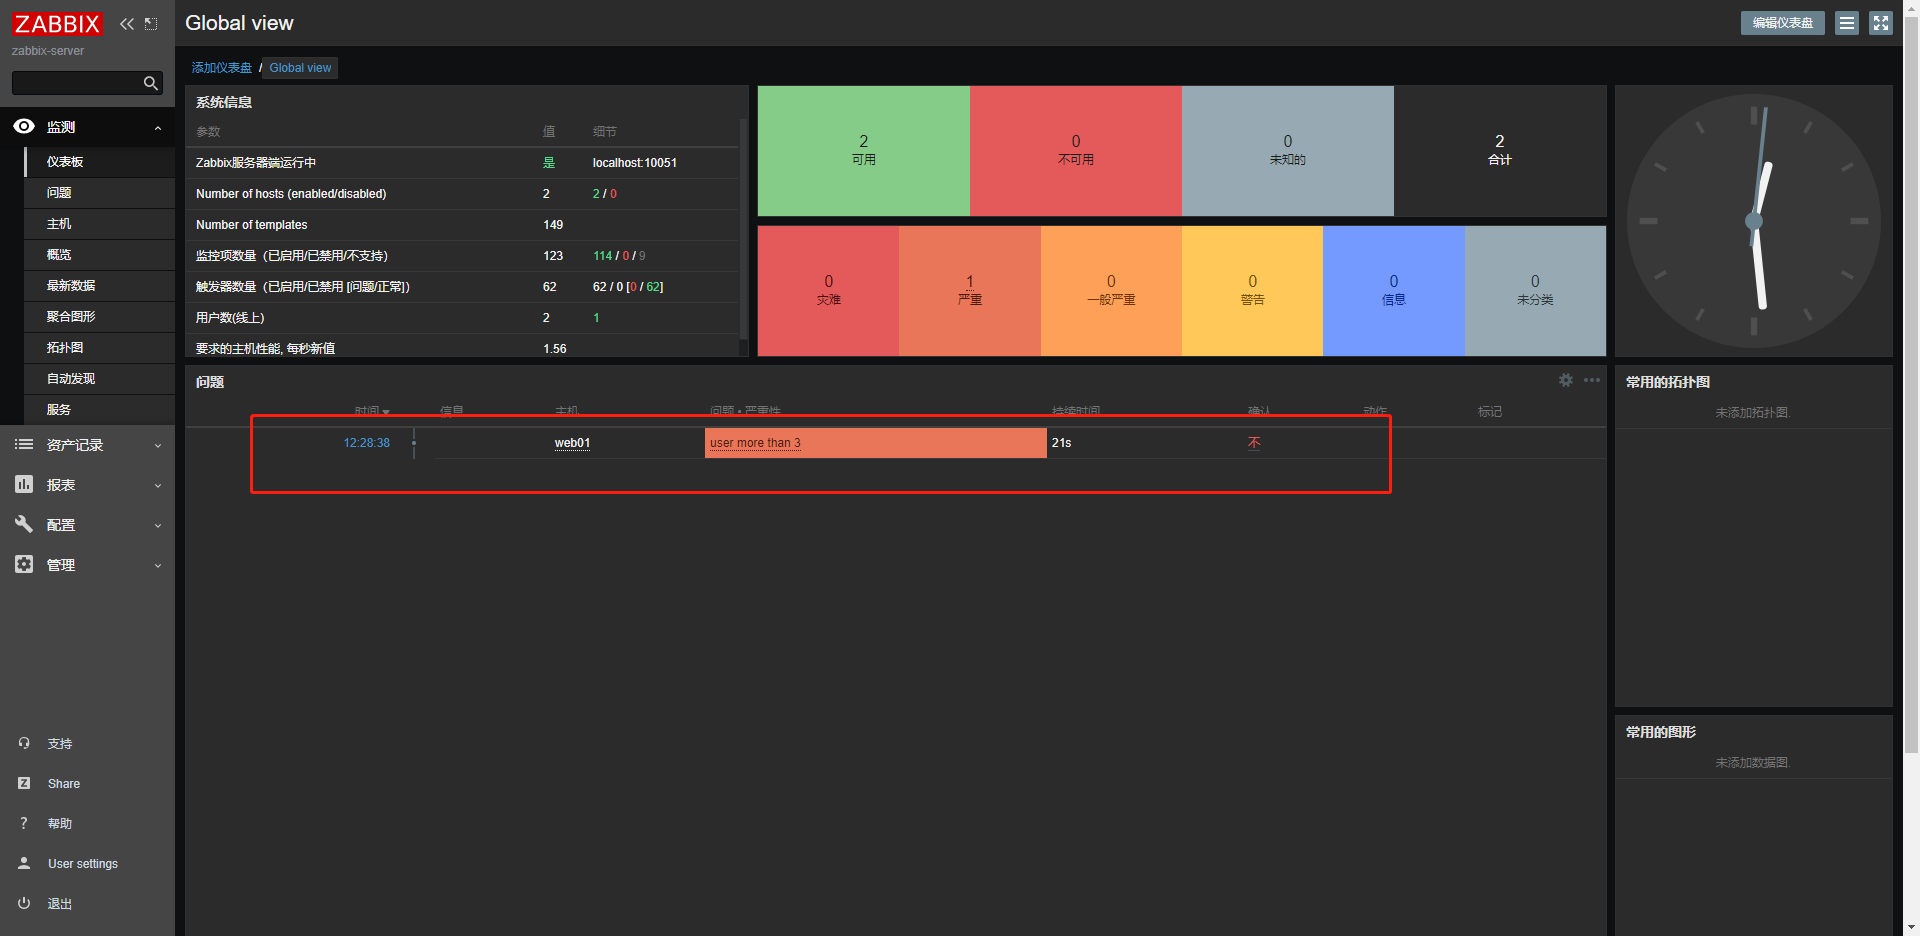 ZABBIX
zabbix-server
监测
仪表板
问题
主机
概览
最新数据
聚合图形
拓扑图
自动发现
服务
资产记录
报表
配置
管理
支持
Share
帮助
User settings
退出
Global view
编辑仪表盘
添加仪表盘 / Global view
系统信息
参数 值 细节
Zabbix服务器端运行中 是 localhost:10051
Number of hosts (enabled/disabled) 2 2 / 0
Number of templates 149
监控项数量 (已启用/已禁用/不支持) 123 114 / 0 / 9
触发器数量 (已启用/已禁用 [问题/正常]) 62 62 / 0 [0 / 62]
用户数(线上) 2 1
要求的主机性能, 每秒新值 1.56
2 0 0 2
可用 不可用 未知的 合计
0 1 0 0 0 0
灾难 严重 一般严重 警告 信息 未分类
问题
时间 信息 主机 问题 • 严重性 持续时间 确认 动作 标记
12:28:38 web01 user more than 3 21s 不
常用的拓扑图
未添加拓扑图.
常用的图形
未添加数据图.